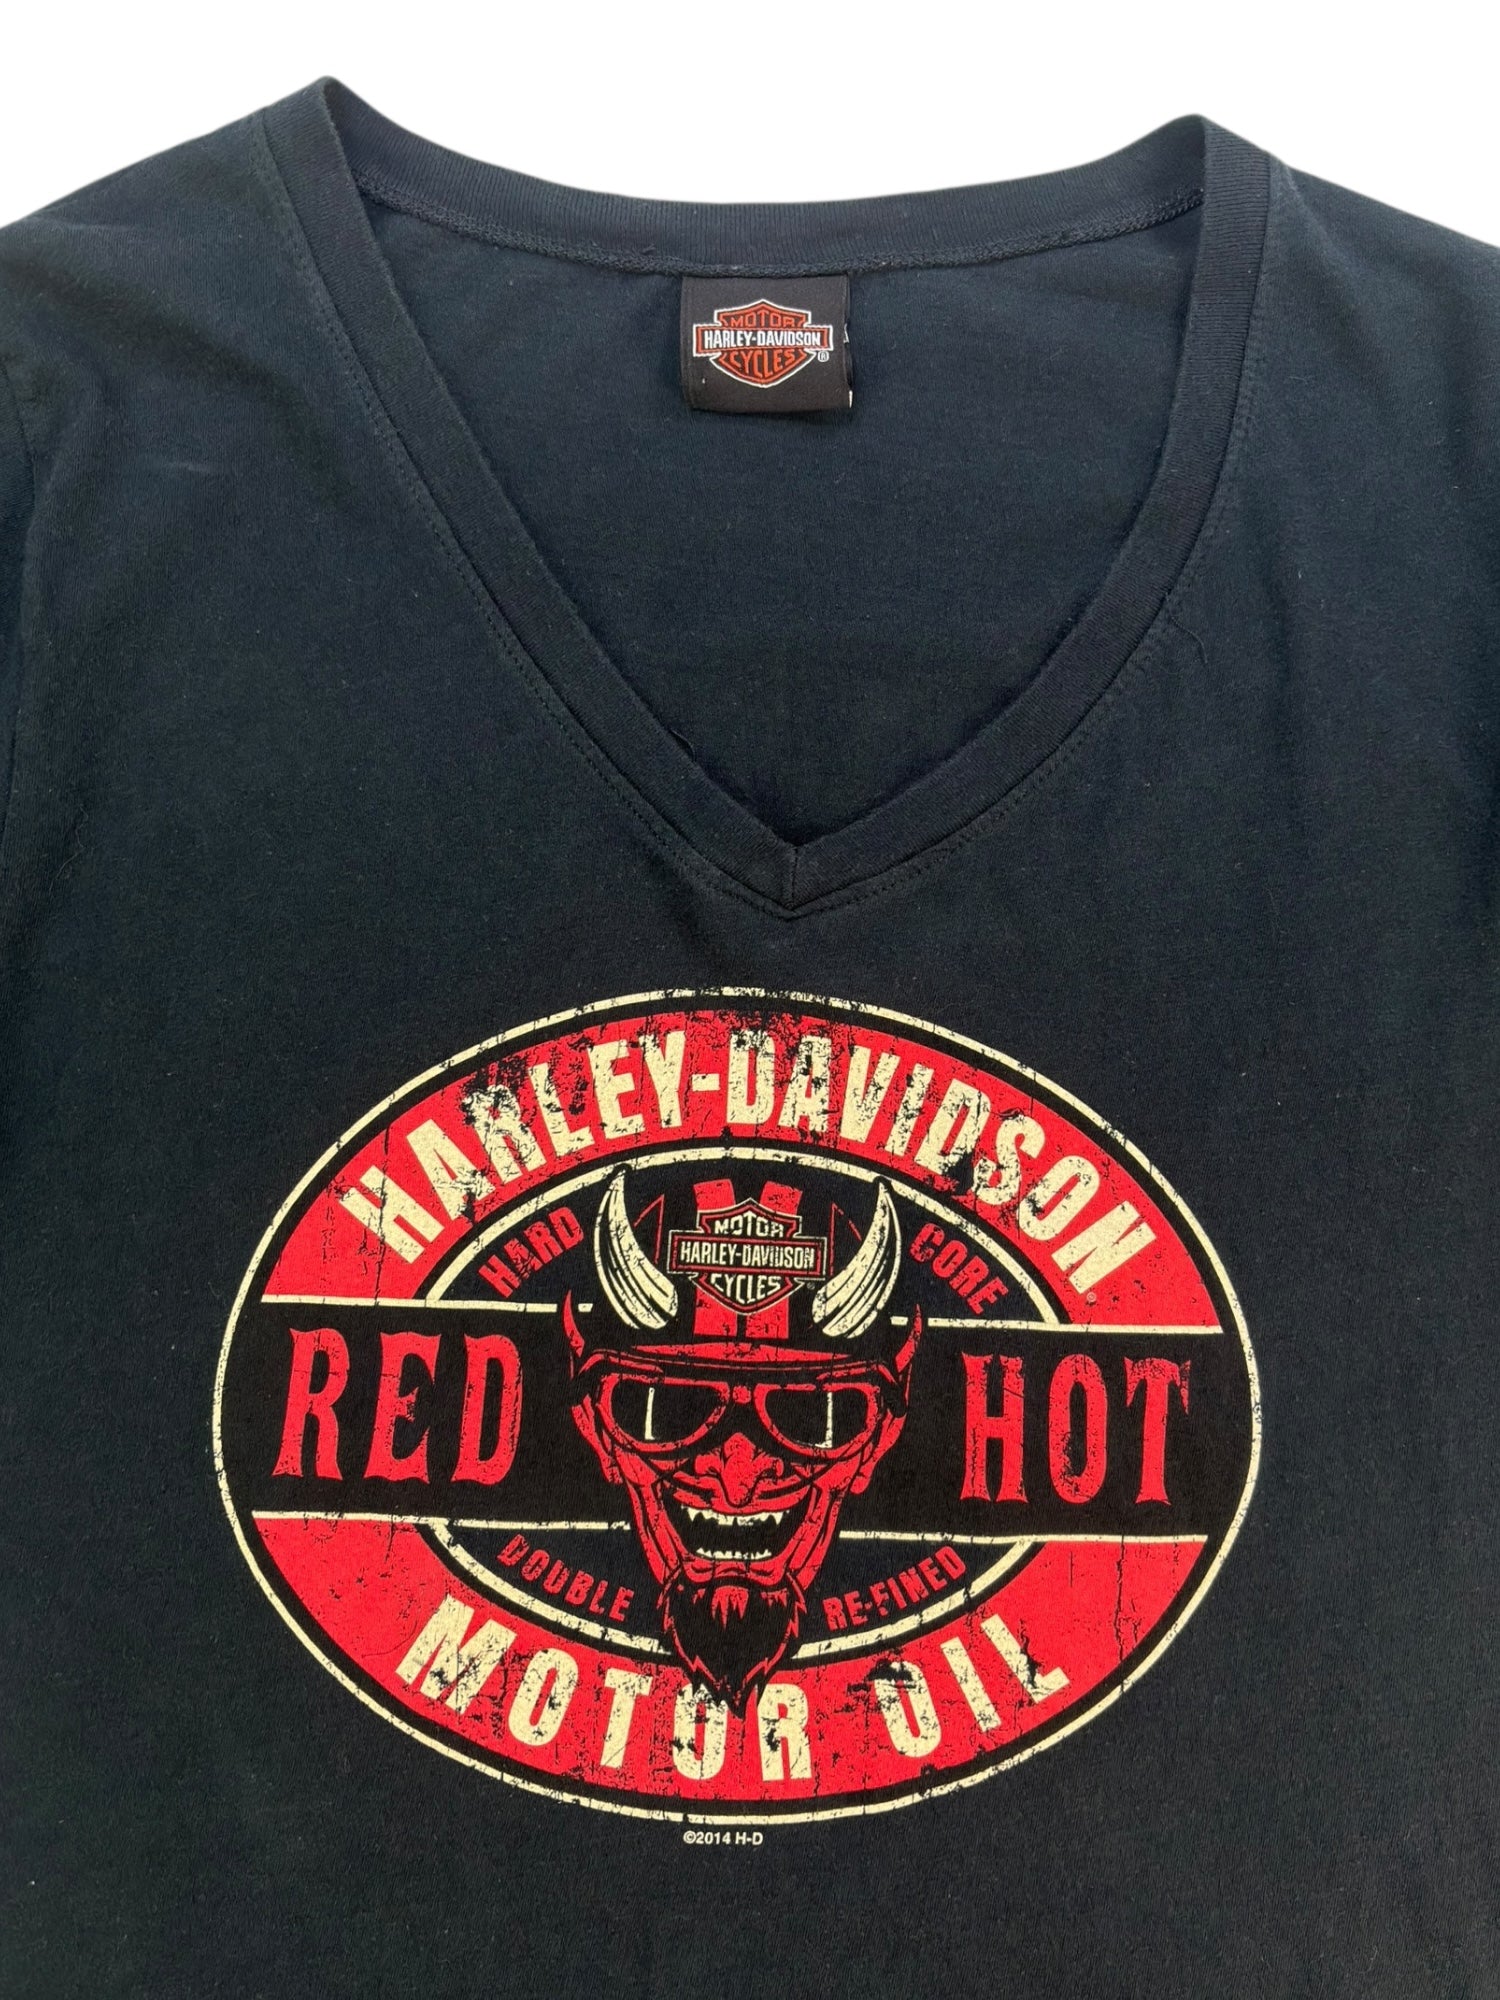 MOTOR
HARLEY-DAVIDSON
CYCLES®
HARLEY-DAVIDSON®
HARD CORE
MOTOR
HARLEY-DAVIDSON
CYCLES®
RED HOT
DOUBLE RE-FINED
MOTOR OIL
©2014 H-D